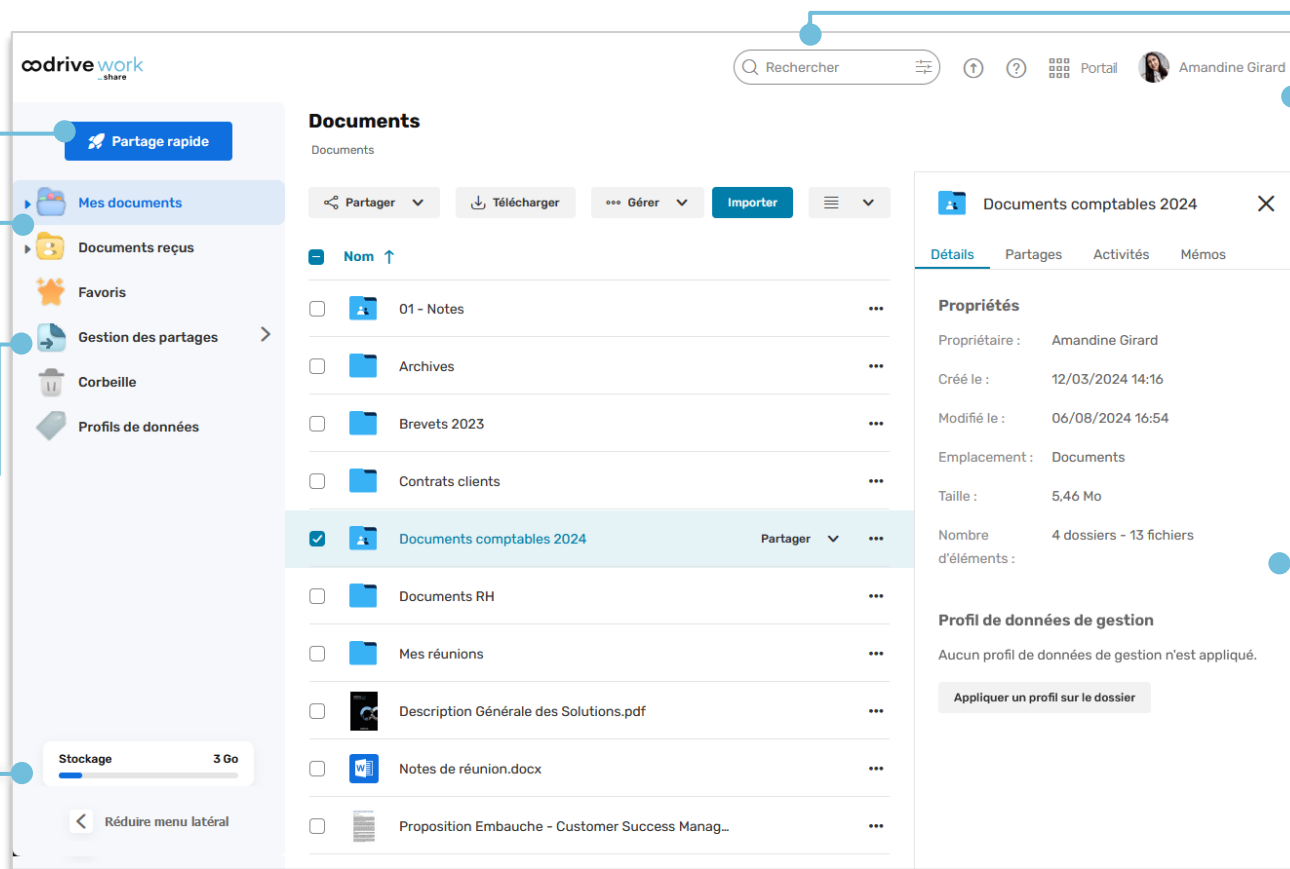 oodrive work
_share
Rechercher
Portail
Amandine Girard
Partage rapide
Mes documents
Documents reçus
Favoris
Gestion des partages
Corbeille
Profils de données
Stockage 3 Go
Réduire menu latéral
Documents
Documents
Partager
Télécharger
Gérer
Importer
Nom
01 - Notes
Archives
Brevets 2023
Contrats clients
Documents comptables 2024 Partager
Documents RH
Mes réunions
Description Générale des Solutions.pdf
Notes de réunion.docx
Proposition Embauche - Customer Success Manag...
Documents comptables 2024
Détails Partages Activités Mémos
Propriétés
Propriétaire : Amandine Girard
Créé le : 12/03/2024 14:16
Modifié le : 06/08/2024 16:54
Emplacement : Documents
Taille : 5,46 Mo
Nombre 4 dossiers - 13 fichiers
d'éléments :
Profil de données de gestion
Aucun profil de données de gestion n'est appliqué.
Appliquer un profil sur le dossier